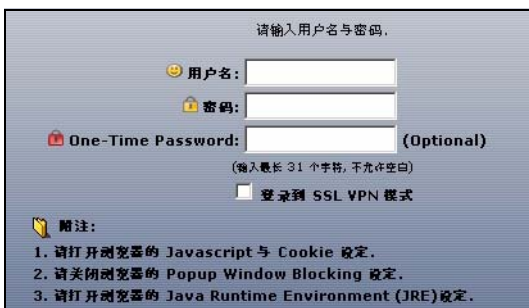 请输入用户名与密码.
用户名:
密码:
One-Time Password: (Optional)
(输入最长 31 个字符, 不允许空白)
登录到 SSL VPN 模式
附注:
1. 请打开浏览器的 Javascript 与 Cookie 设定.
2. 请关闭浏览器的 Popup Window Blocking 设定.
3. 请打开浏览器的 Java Runtime Environment (JRE)设定.